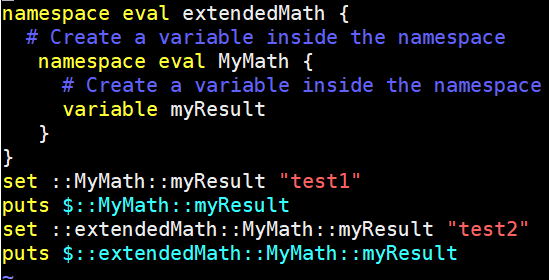 namespace eval extendedMath {
  # Create a variable inside the namespace
   namespace eval MyMath {
     # Create a variable inside the namespace
     variable myResult
   }
}
set ::MyMath::myResult "test1"
puts $::MyMath::myResult
set ::extendedMath::MyMath::myResult "test2"
puts $::extendedMath::MyMath::myResult
~